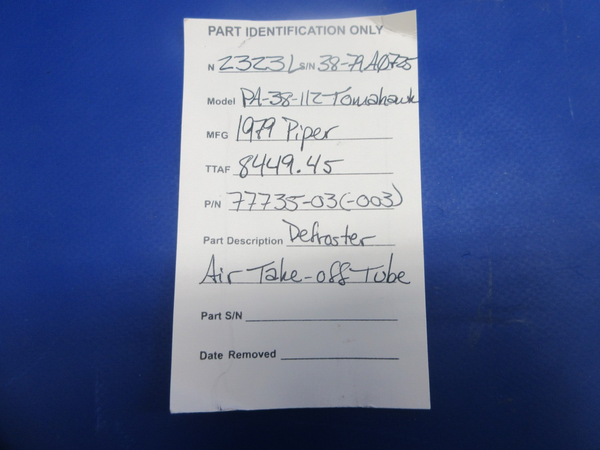 PART IDENTIFICATION ONLY
N 2323L S/N 38-79A0725
Model PA-38-112 Tomahawk
MFG 1979 Piper
TTAF 8449.45
P/N 77735-03(-003)
Part Description Defroster
Air Take-off Tube
Part S/N
Date Removed